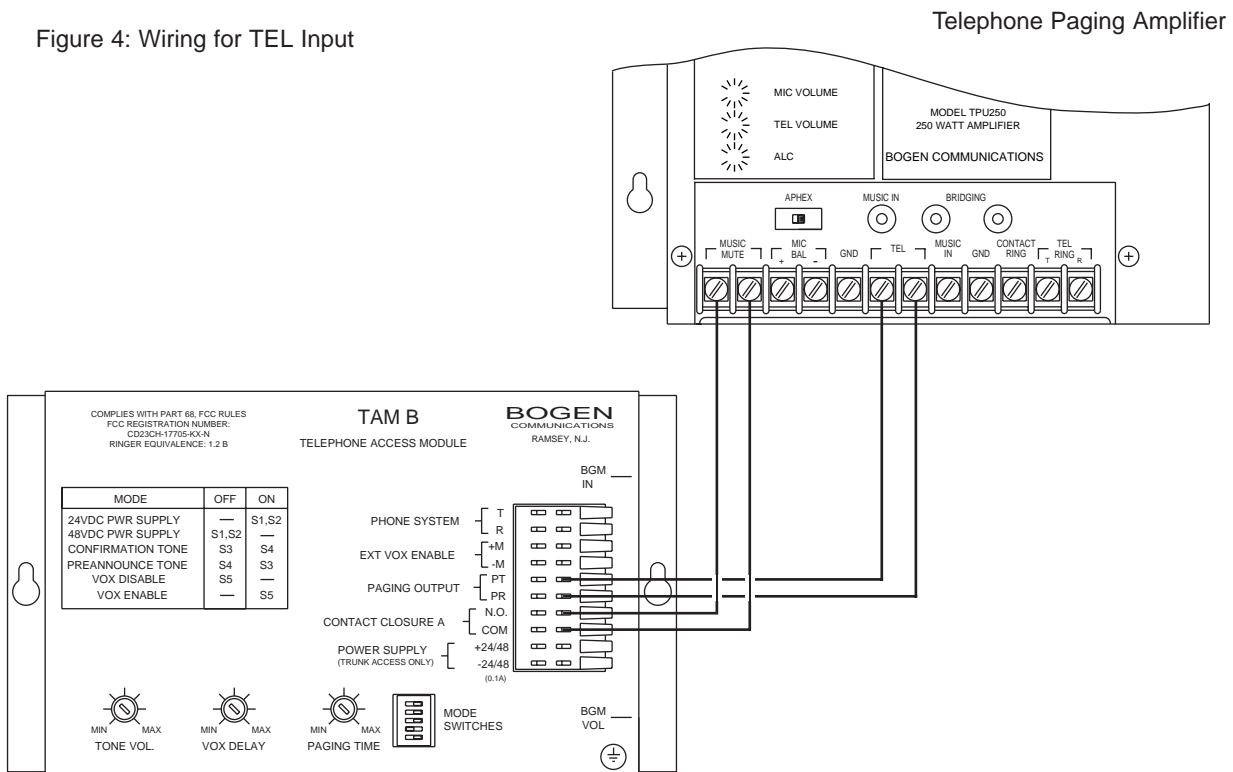 Figure 4: Wiring for TEL Input
Telephone Paging Amplifier
MIC VOLUME
TEL VOLUME
ALC
MODEL TPU250
250 WATT AMPLIFIER
BOGEN COMMUNICATIONS
APHEX
MUSIC IN
BRIDGING
MUSIC
MUTE
MIC
BAL
+ -
GND
TEL
MUSIC
IN
GND
CONTACT
RING
TEL
RING
T R
COMPLIES WITH PART 68, FCC RULES
FCC REGISTRATION NUMBER:
CD23CH-17705-KX-N
RINGER EQUIVALENCE: 1.2 B
TAM B
TELEPHONE ACCESS MODULE
BOGEN
COMMUNICATIONS
RAMSEY, N.J.
BGM
IN
MODE OFF ON
24VDC PWR SUPPLY — S1,S2
48VDC PWR SUPPLY S1,S2 —
CONFIRMATION TONE S3 S4
PREANNOUNCE TONE S4 S3
VOX DISABLE S5 —
VOX ENABLE — S5
PHONE SYSTEM
T
R
EXT VOX ENABLE
+M
-M
PAGING OUTPUT
PT
PR
CONTACT CLOSURE A
N.O.
COM
POWER SUPPLY
(TRUNK ACCESS ONLY)
+24/48
-24/48
(0.1A)
MIN MAX
TONE VOL.
MIN MAX
VOX DELAY
MIN MAX
PAGING TIME
MODE
SWITCHES
BGM
VOL